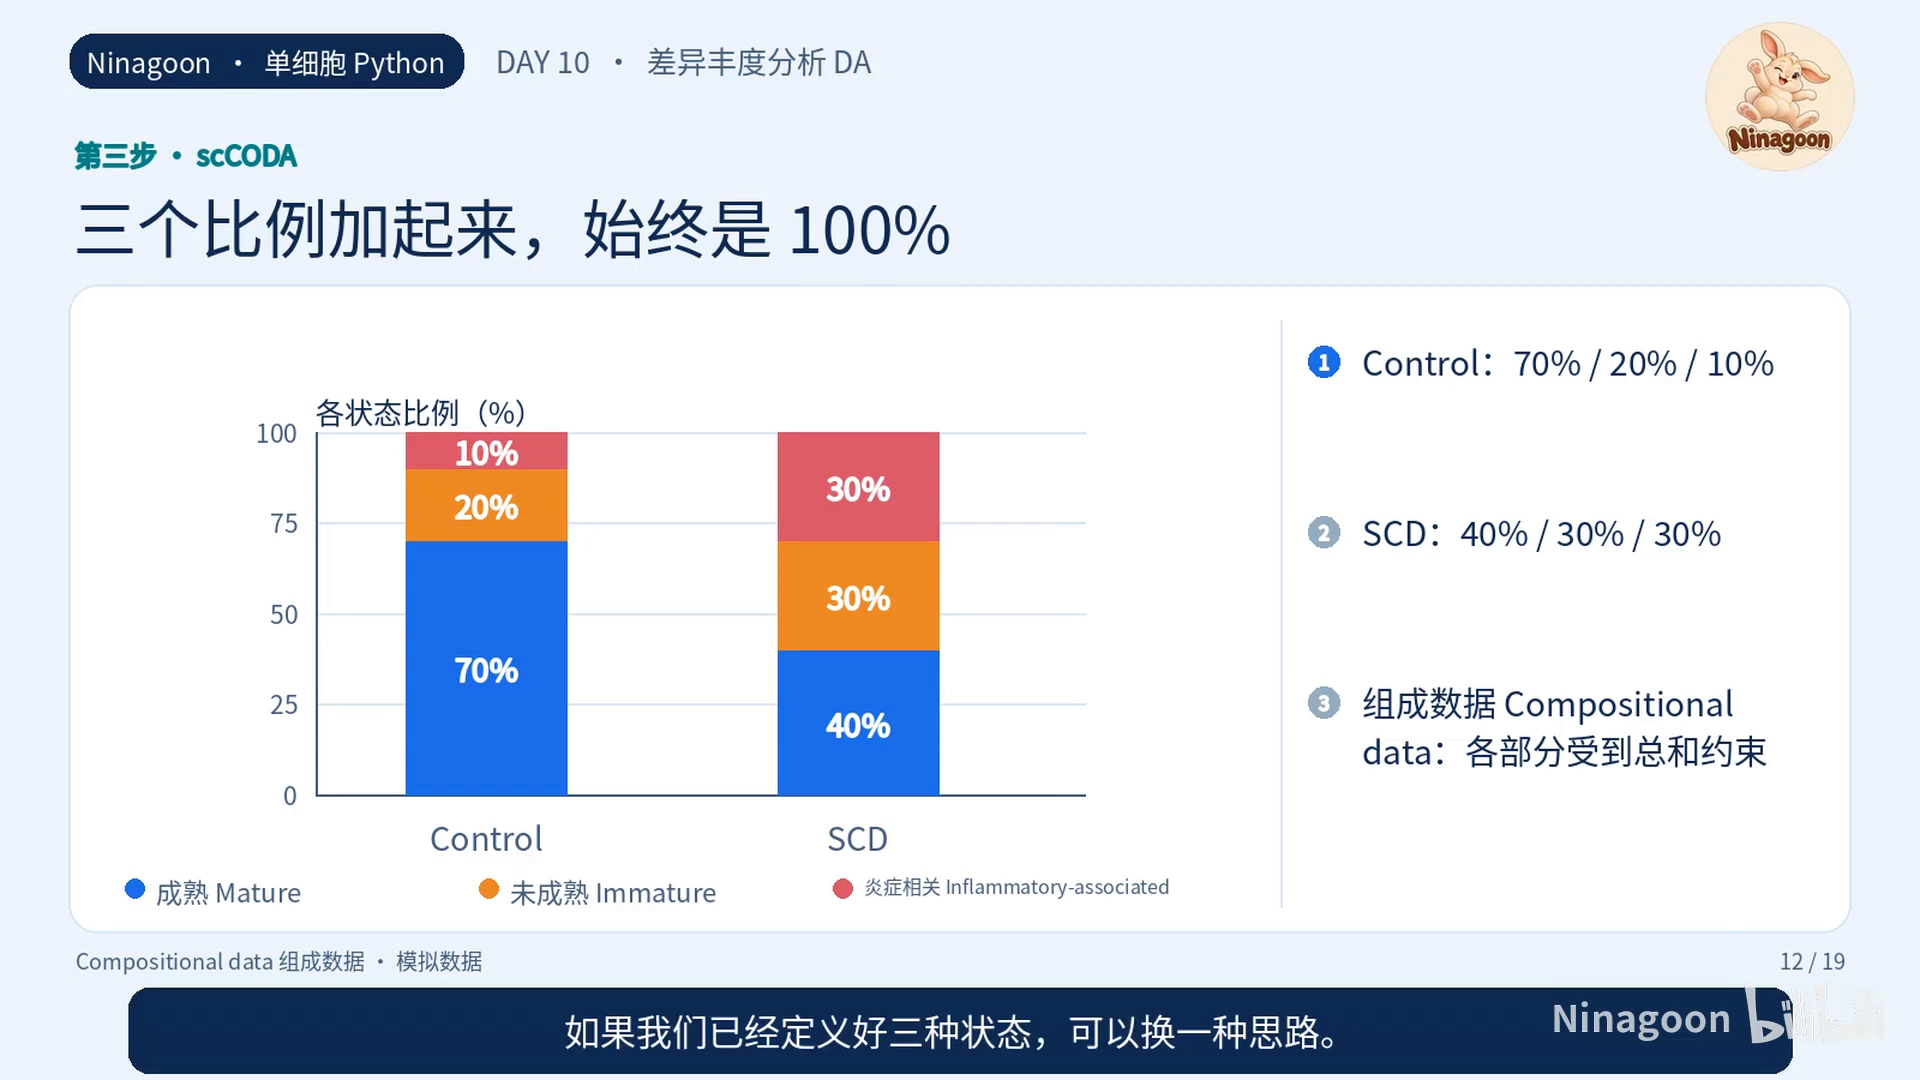 Ninagoon · 单细胞 Python
DAY 10 · 差异丰度分析 DA
Ninagoon
第三步 · scCODA
三个比例加起来，始终是 100%
各状态比例（%）
100
75
50
25
0
10%
20%
70%
30%
30%
40%
Control
SCD
成熟 Mature
未成熟 Immature
炎症相关 Inflammatory-associated
1 Control：70% / 20% / 10%
2 SCD：40% / 30% / 30%
3 组成数据 Compositional
data：各部分受到总和约束
Compositional data 组成数据 · 模拟数据
12 / 19
如果我们已经定义好三种状态，可以换一种思路。
Ninagoon
bilibili